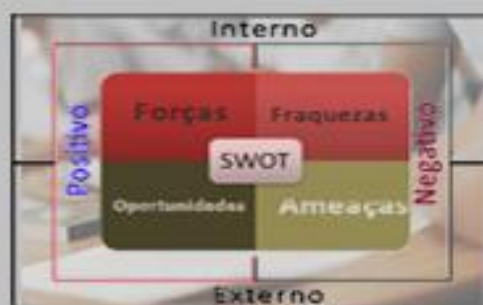 Interno
Positivo
Forças
Fraquezas
Negativo
SWOT
Oportunidades
Ameaças
Externo